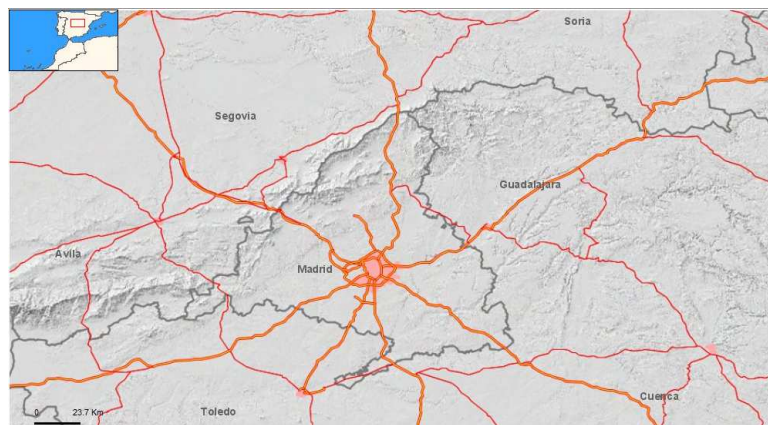 Soria
Segovia
Guadalajara
Avila
Madrid
Toledo
Cuenca
0 23.7 Km